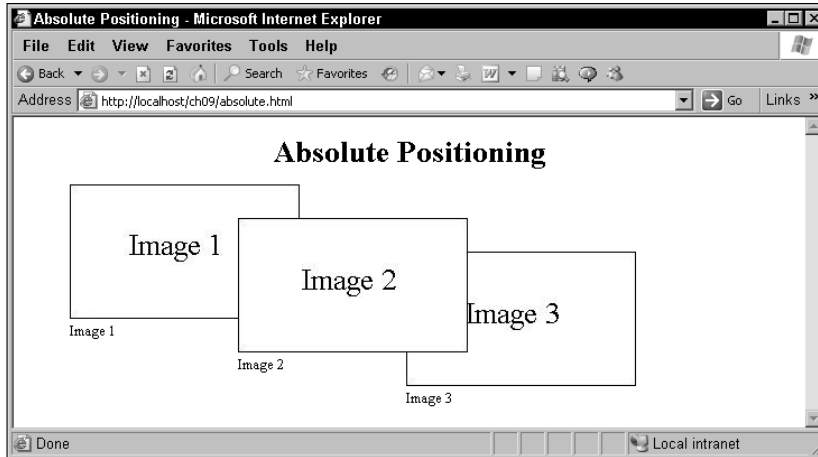 Absolute Positioning - Microsoft Internet Explorer
File Edit View Favorites Tools Help
Back Search Favorites
Address http://localhost/ch09/absolute.html Go Links »
Absolute Positioning
Image 1
Image 2
Image 3
Image 1
Image 2
Image 3
Done Local intranet